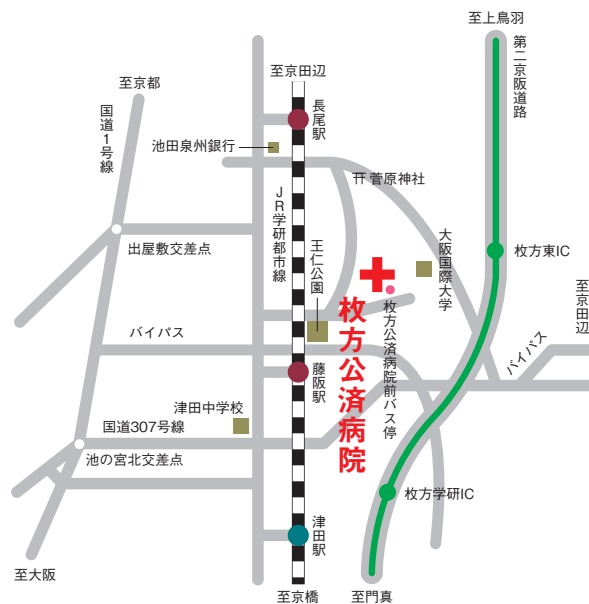 至上鳥羽
第二京阪道路
至京田辺
至京都
国道1号線
長尾駅
池田泉州銀行
菅原神社
JR学研都市線
王仁公園
大阪国際大学
出屋敷交差点
枚方東IC
至京田辺
枚方公済病院
枚方公済病院前バス停
バイパス
バイパス
藤阪駅
津田中学校
国道307号線
池の宮北交差点
枚方学研IC
津田駅
至大阪
至京橋
至門真